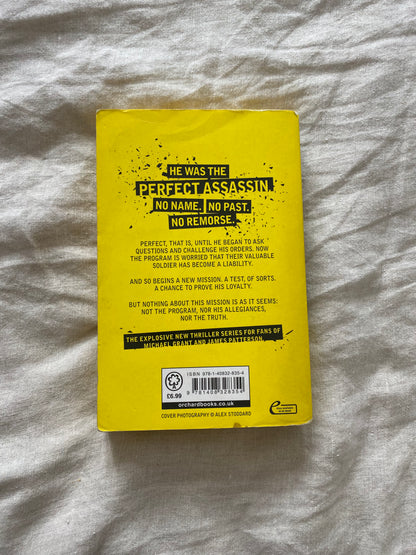 HE WAS THE
PERFECT ASSASSIN.
NO NAME. NO PAST.
NO REMORSE.
PERFECT, THAT IS, UNTIL HE BEGAN TO ASK
QUESTIONS AND CHALLENGE HIS ORDERS. NOW
THE PROGRAM IS WORRIED THAT THEIR VALUABLE
SOLDIER HAS BECOME A LIABILITY.
AND SO BEGINS A NEW MISSION. A TEST, OF SORTS.
A CHANCE TO PROVE HIS LOYALTY.
BUT NOTHING ABOUT THIS MISSION IS AS IT SEEMS:
NOT THE PROGRAM, NOR HIS ALLEGIANCES,
NOR THE TRUTH.
THE EXPLOSIVE NEW THRILLER SERIES FOR FANS OF
MICHAEL GRANT AND JAMES PATTERSON.
ISBN 978-1-40832-835-4
9 781408 328354
£6.99
orchardbooks.co.uk
COVER PHOTOGRAPHY © ALEX STODDARD